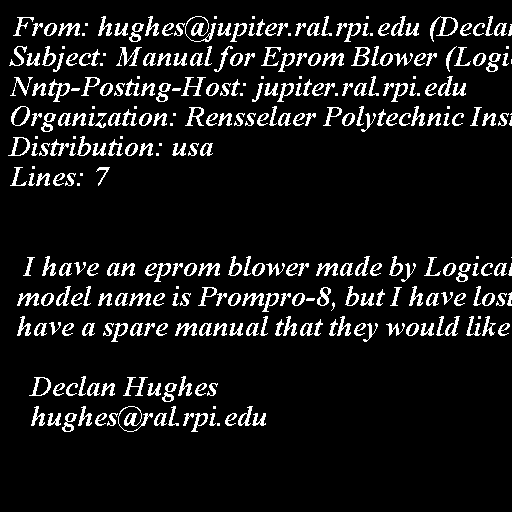 From: hughes@jupiter.ral.rpi.edu (Declan
Subject: Manual for Eprom Blower (Logic
Nntp-Posting-Host: jupiter.ral.rpi.edu
Organization: Rensselaer Polytechnic Inst
Distribution: usa
Lines: 7
I have an eprom blower made by Logical
model name is Prompro-8, but I have lost
have a spare manual that they would like
Declan Hughes
hughes@ral.rpi.edu